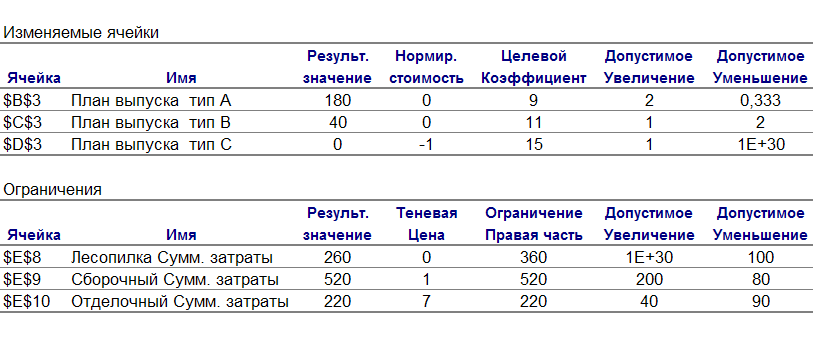 Изменяемые ячейки
Результ. Нормир. Целевой Допустимое Допустимое
Ячейка Имя значение стоимость Коэффициент Увеличение Уменьшение
$B$3 План выпуска тип A 180 0 9 2 0,333
$C$3 План выпуска тип B 40 0 11 1 2
$D$3 План выпуска тип C 0 -1 15 1 1E+30
Ограничения
Результ. Теневая Ограничение Допустимое Допустимое
Ячейка Имя значение Цена Правая часть Увеличение Уменьшение
$E$8 Лесопилка Сумм. затраты 260 0 360 1E+30 100
$E$9 Сборочный Сумм. затраты 520 1 520 200 80
$E$10 Отделочный Сумм. затраты 220 7 220 40 90